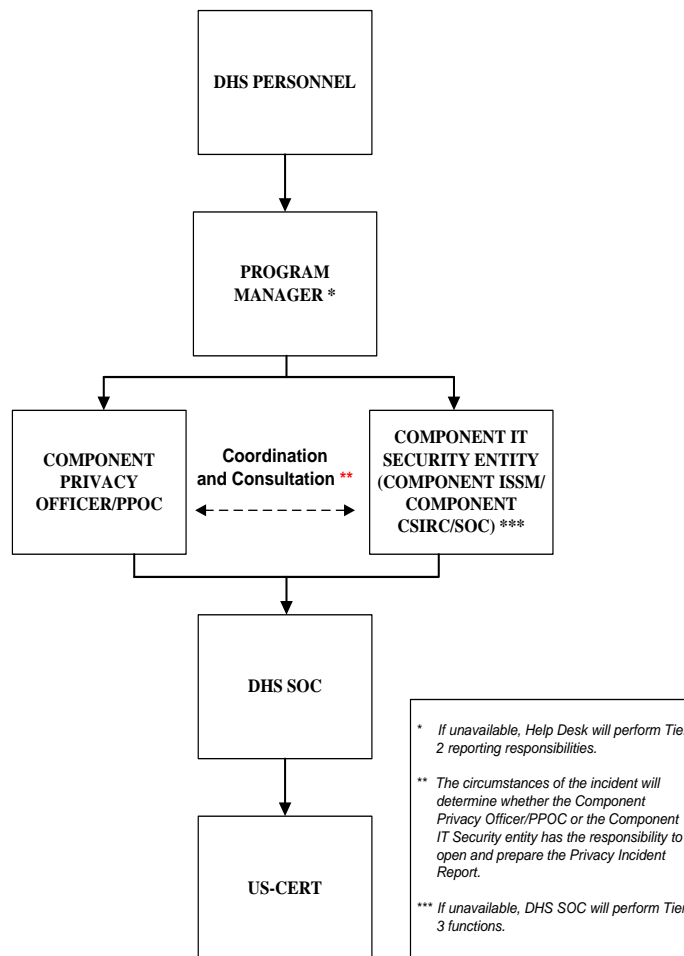 DHS PERSONNEL
PROGRAM
MANAGER *
COMPONENT
PRIVACY
OFFICER/PPOC
Coordination
and Consultation **
COMPONENT IT
SECURITY ENTITY
(COMPONENT ISSM/
COMPONENT
CSIRC/SOC) ***
DHS SOC
US-CERT
* If unavailable, Help Desk will perform Tier
2 reporting responsibilities.
** The circumstances of the incident will
determine whether the Component
Privacy Officer/PPOC or the Component
IT Security entity has the responsibility to
open and prepare the Privacy Incident
Report.
*** If unavailable, DHS SOC will perform Tier
3 functions.